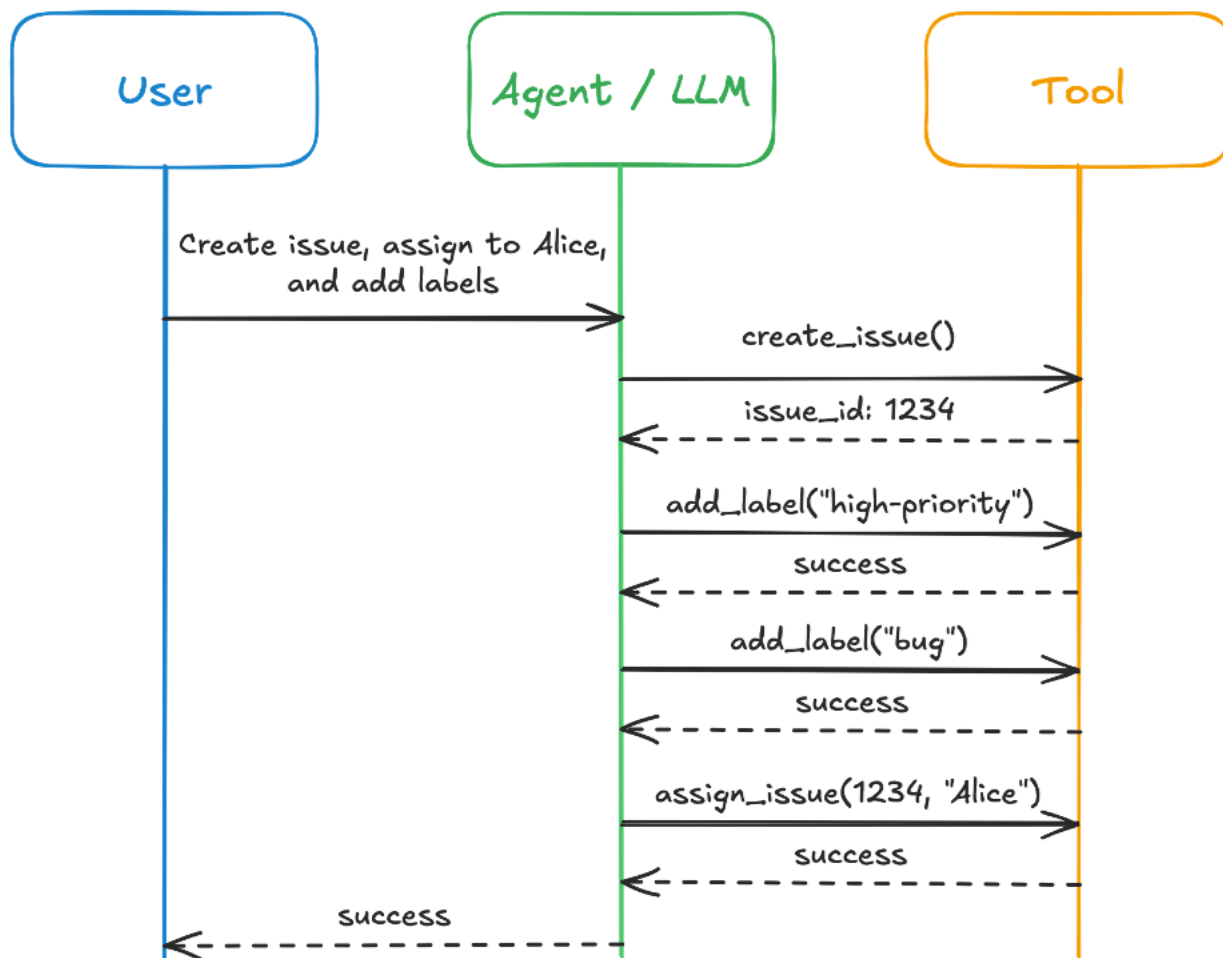 User
Agent / LLM
Tool
Create issue, assign to Alice,
and add labels
create_issue()
issue_id: 1234
add_label("high-priority")
success
add_label("bug")
success
assign_issue(1234, "Alice")
success
success